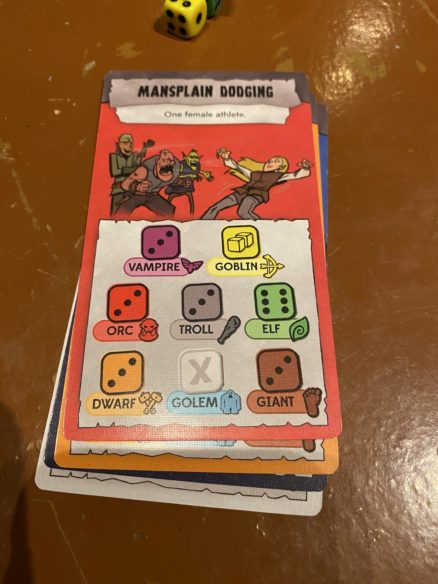 MANSPLAIN DODGING
One female athlete.
VAMPIRE GOBLIN
ORC TROLL ELF
X
DWARF GOLEM GIANT